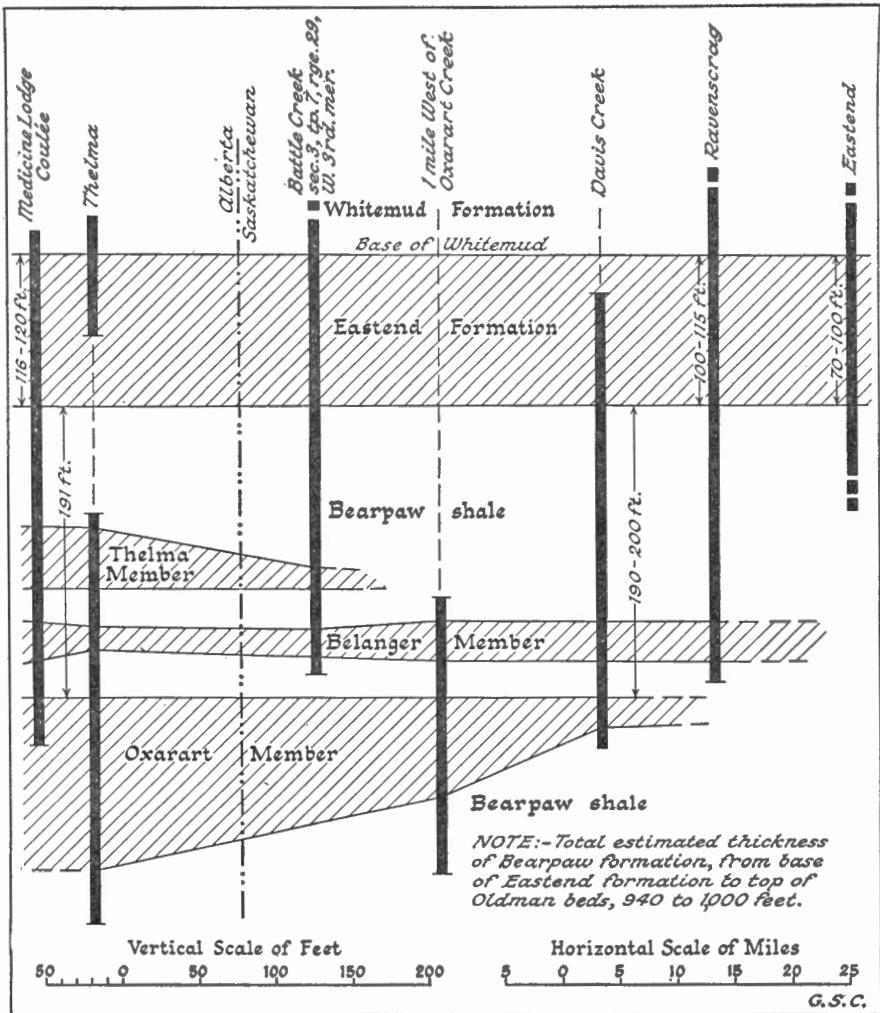 Medicine Lodge
Coulée
Thelma
Alberta
Saskatchewan
Battle Creek
sec.3, tp.7, rge.29,
W. 3rd. mer.
1 mile West of
Oxarart Creek
Davis Creek
Ravenscrag
Eastend
Whitemud Formation
Base of Whitemud
116-120 ft.
Eastend Formation
100-115 ft.
70-100 ft.
191 ft.
Bearpaw shale
190-200 ft.
Thelma
Member
Belanger Member
Oxarart Member
Bearpaw shale
NOTE:-Total estimated thickness
of Bearpaw formation, from base
of Eastend formation to top of
Oldman beds, 940 to 1,000 feet.
Vertical Scale of Feet
50 0 50 100 150 200
Horizontal Scale of Miles
5 0 5 10 15 20 25
G.S.C.